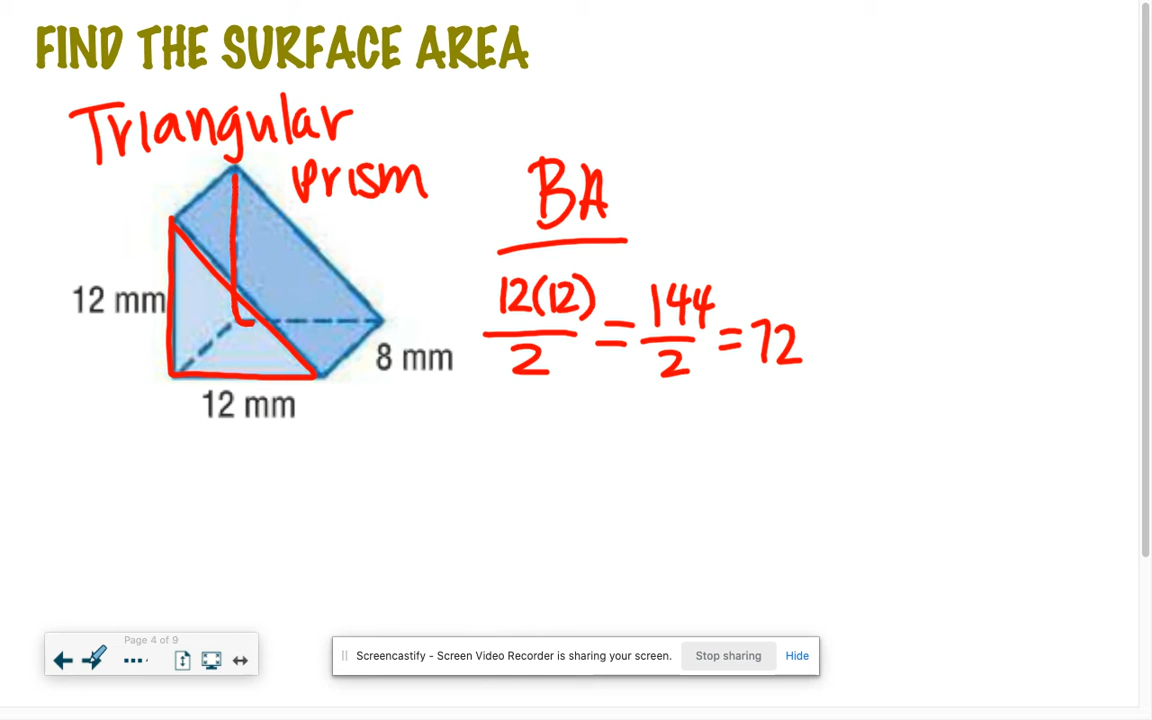 FIND THE SURFACE AREA
Triangular
prism
BA
12 mm
12(12)/2 = 144/2 = 72
8 mm
12 mm
Page 4 of 9
Screencastify - Screen Video Recorder is sharing your screen.
Stop sharing
Hide